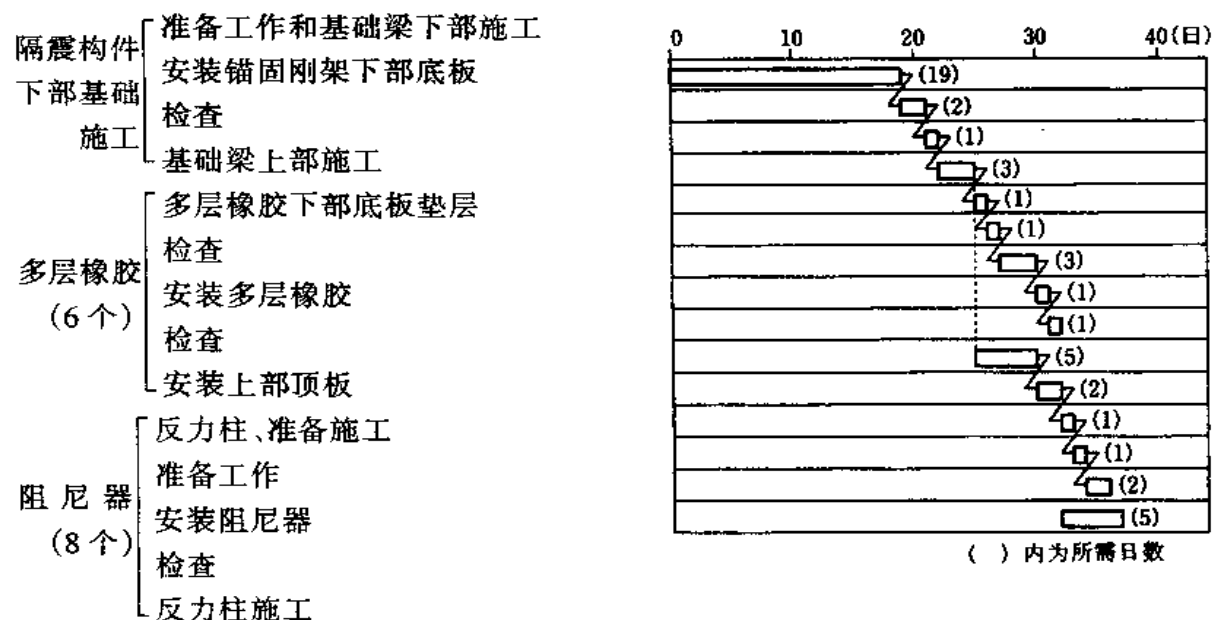 隔震构件
下部基础
施工
准备工作和基础梁下部施工
安装锚固刚架下部底板
检查
基础梁上部施工
多层橡胶
(6个)
多层橡胶下部底板垫层
检查
安装多层橡胶
检查
安装上部顶板
阻尼器
(8个)
反力柱、准备施工
准备工作
安装阻尼器
检查
反力柱施工
0 10 20 30 40(日)
(19)
(2)
(1)
(3)
(1)
(1)
(3)
(1)
(1)
(5)
(2)
(1)
(1)
(2)
(5)
( )内为所需日数